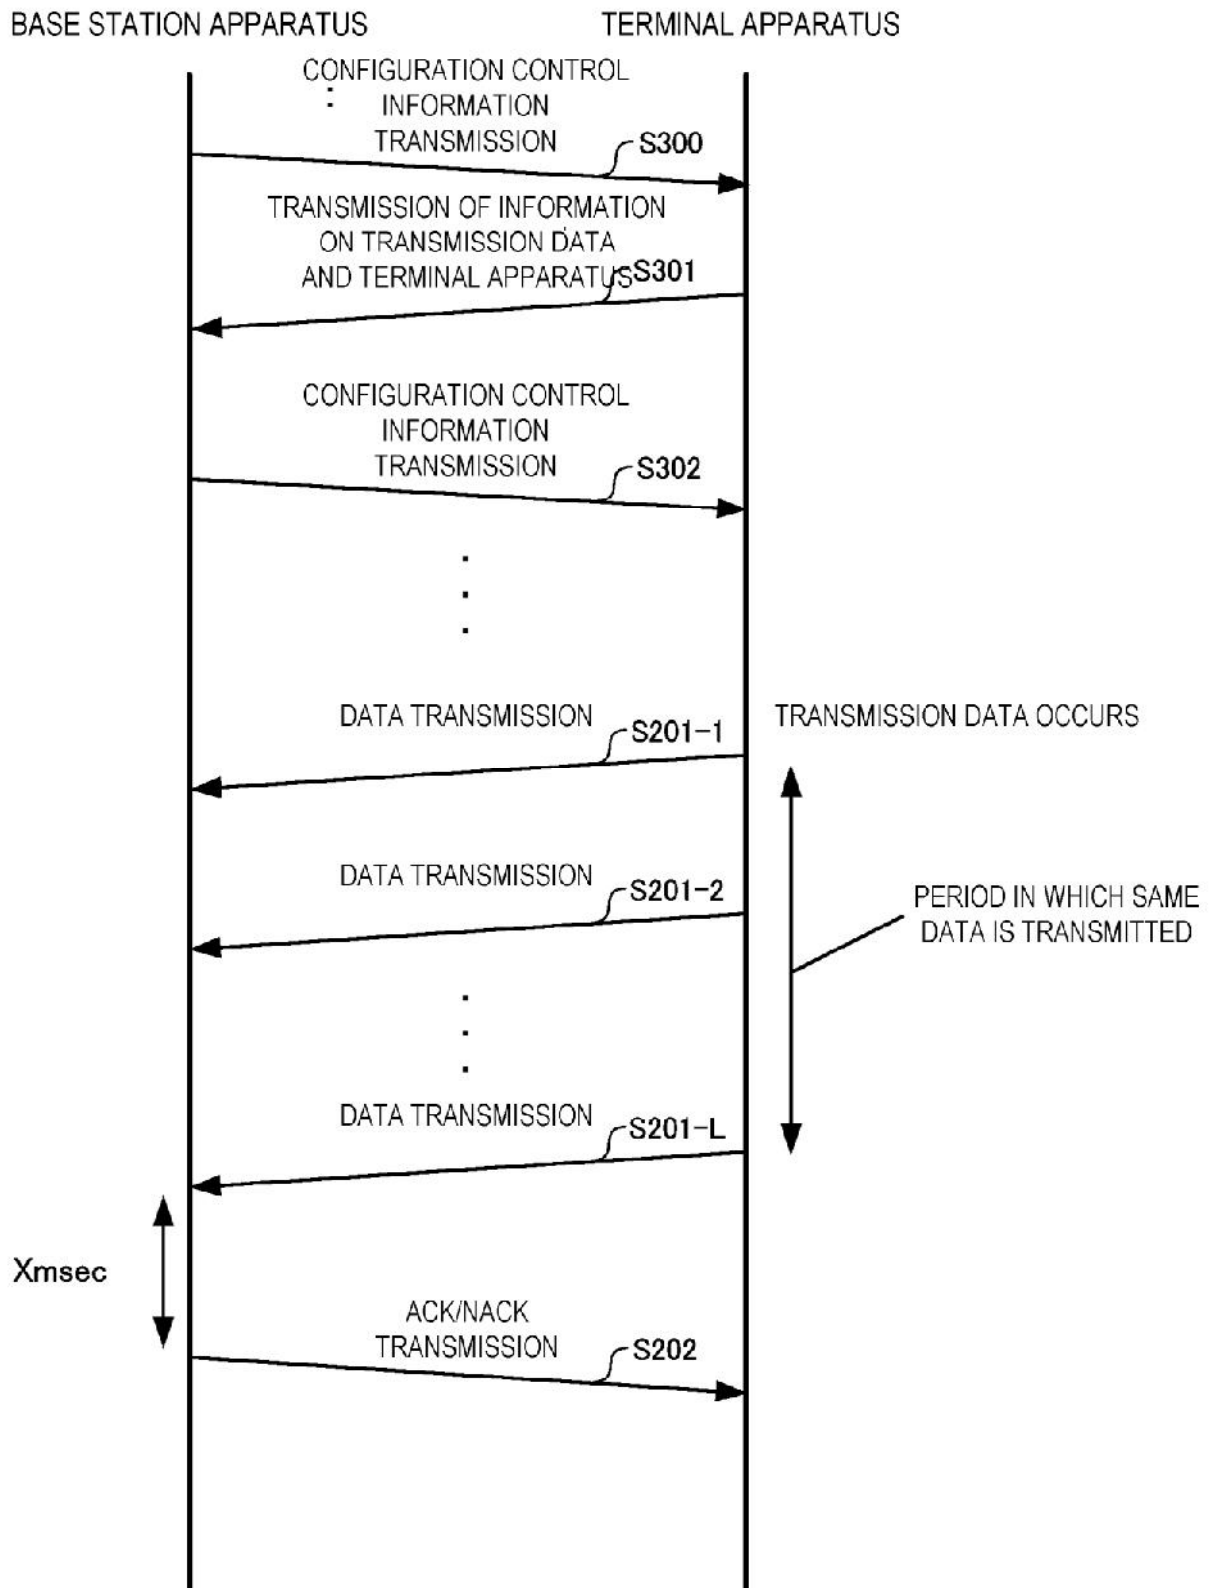 BASE STATION APPARATUS
TERMINAL APPARATUS
CONFIGURATION CONTROL
INFORMATION
TRANSMISSION
S300
TRANSMISSION OF INFORMATION
ON TRANSMISSION DATA
AND TERMINAL APPARATUS
S301
CONFIGURATION CONTROL
INFORMATION
TRANSMISSION
S302
DATA TRANSMISSION
S201-1
TRANSMISSION DATA OCCURS
DATA TRANSMISSION
S201-2
PERIOD IN WHICH SAME
DATA IS TRANSMITTED
DATA TRANSMISSION
S201-L
Xmsec
ACK/NACK
TRANSMISSION
S202